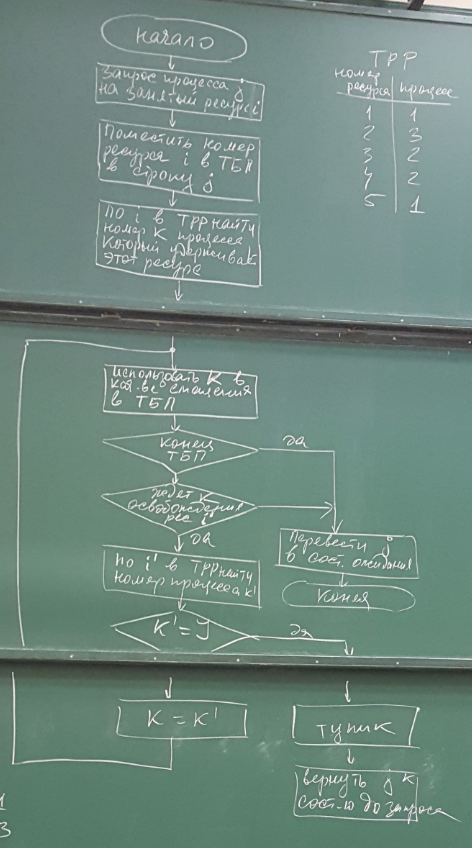 начало
Запрос процесса j
на занятый ресурс i
Поместить номер
ресурса i в ТБП
в строку j
По i в ТРР найти
номер K процесса
который удерживает
этот ресурс
ТРР
номер
ресурса процесс
1 1
2 3
3 2
4 2
5 1
использовать K в
кач-ве смещения
в ТБП
конец
ТБП
да
ждет K
освобождения
рес i'
да
Перевести j
в сост. ожидания
конец
по i' в ТРР найти
номер процесса k'
K' = J
да
K = K'
тупик
вернуть j к
сост-ю до запроса
1
3